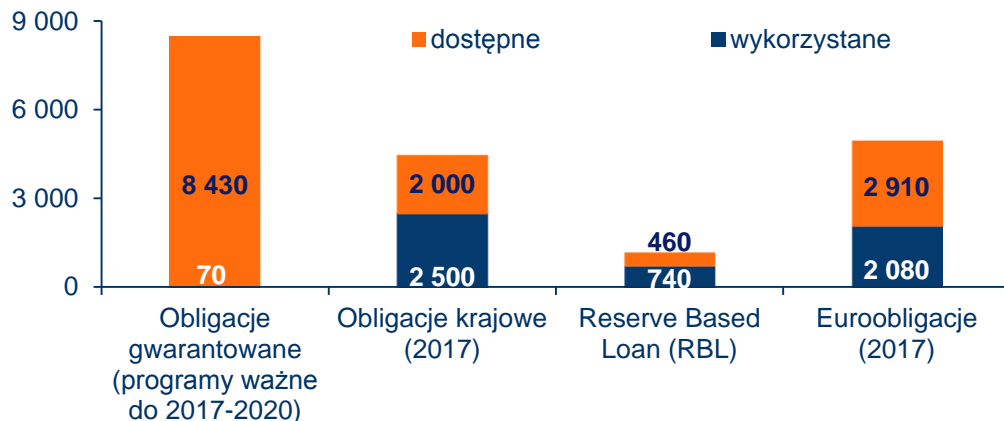 9 000
6 000
3 000
0
dostępne
wykorzystane
8 430
70
2 000
2 500
460
740
2 910
2 080
Obligacje
gwarantowane
(programy ważne
do 2017-2020)
Obligacje krajowe
(2017)
Reserve Based
Loan (RBL)
Euroobligacje
(2017)